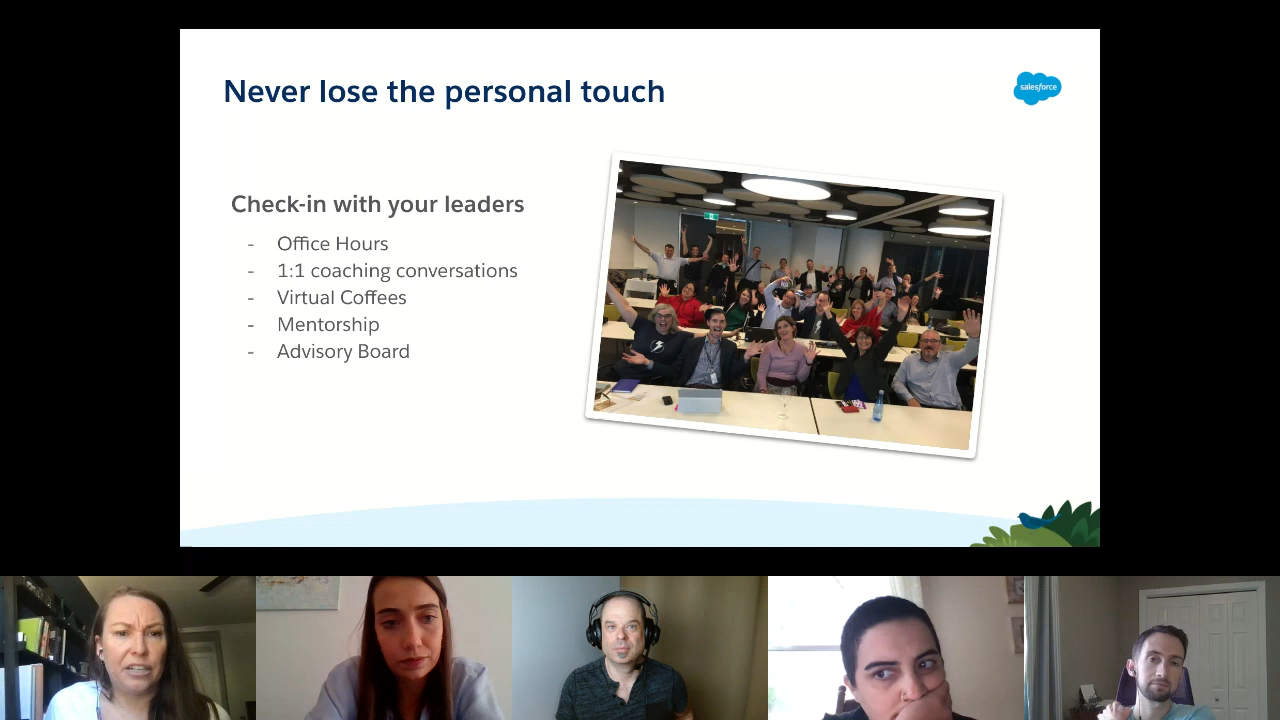 Never lose the personal touch
salesforce
Check-in with your leaders
- Office Hours
- 1:1 coaching conversations
- Virtual Coffees
- Mentorship
- Advisory Board